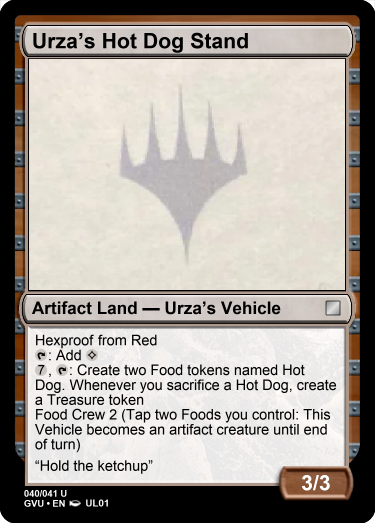 Urza's Hot Dog Stand
Artifact Land — Urza's Vehicle
Hexproof from Red
: Add
7, : Create two Food tokens named Hot
Dog. Whenever you sacrifice a Hot Dog, create
a Treasure token
Food Crew 2 (Tap two Foods you control: This
Vehicle becomes an artifact creature until end
of turn)
“Hold the ketchup”
3/3
040/041 U
GVU • EN UL01